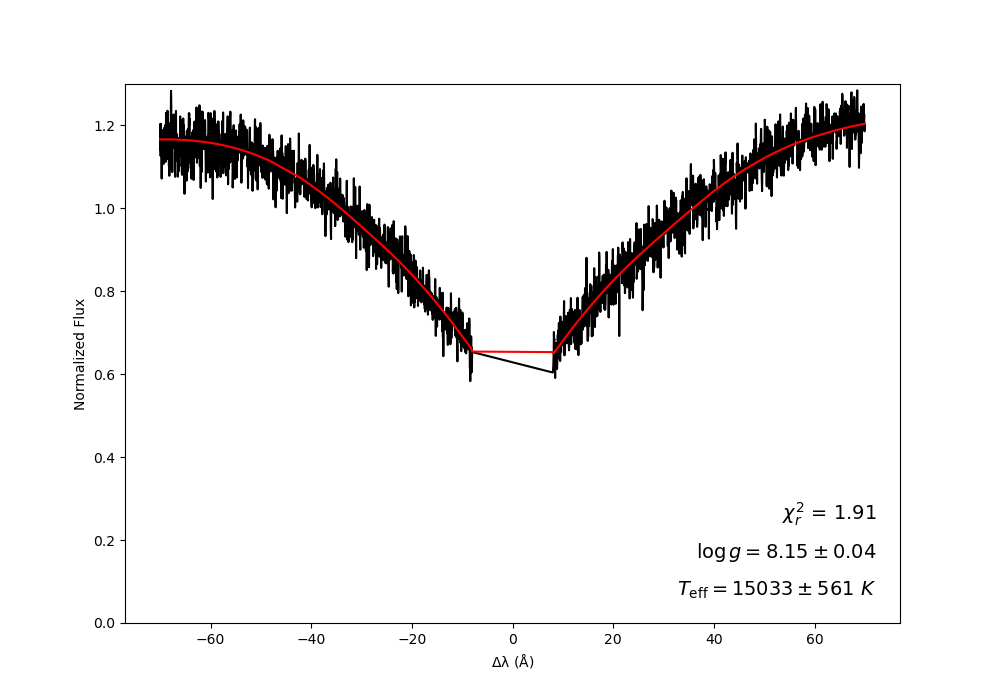 Normalized Flux
1.2
1.0
0.8
0.6
0.4
0.2
0.0
χ²ᵣ = 1.91
log g = 8.15 ± 0.04
T_eff = 15033 ± 561 K
−60
−40
−20
0
20
40
60
Δλ (Å)